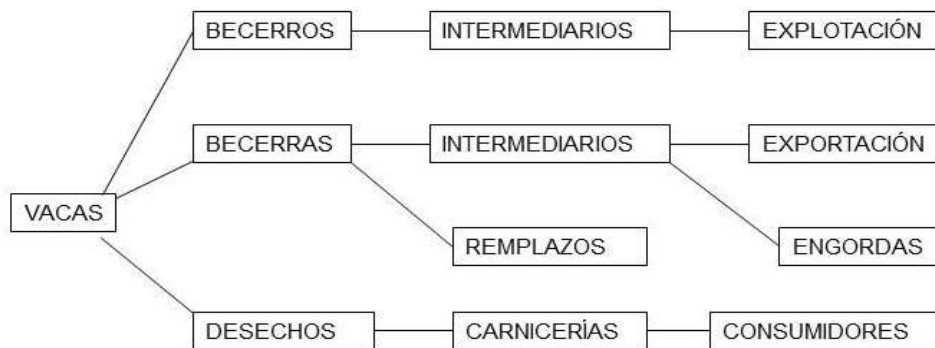 BECERROS INTERMEDIARIOS EXPLOTACIÓN
BECERRAS INTERMEDIARIOS EXPORTACIÓN
VACAS
REMPLAZOS ENGORDAS
DESECHOS CARNICERÍAS CONSUMIDORES